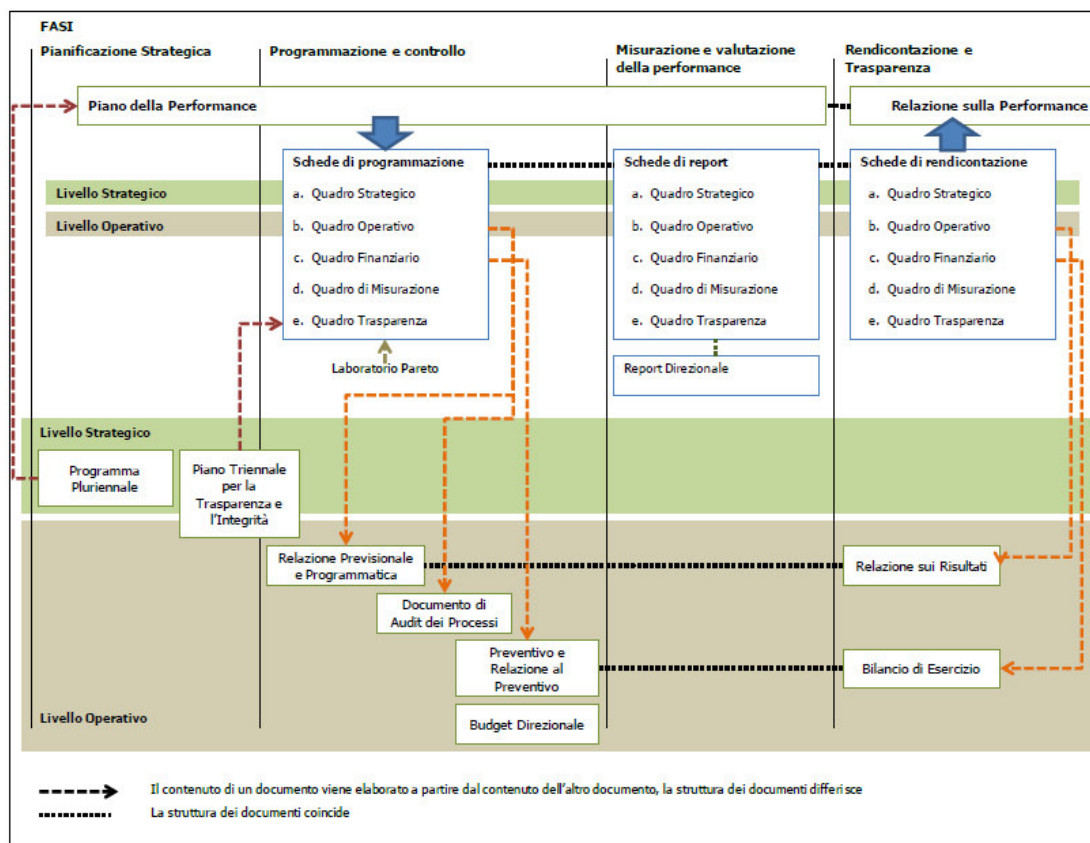 FASI
Pianificazione Strategica
Programmazione e controllo
Misurazione e valutazione
della performance
Rendicontazione e
Trasparenza
Piano della Performance
Relazione sulla Performance
Schede di programmazione
a. Quadro Strategico
b. Quadro Operativo
c. Quadro Finanziario
d. Quadro di Misurazione
e. Quadro Trasparenza
Schede di report
a. Quadro Strategico
b. Quadro Operativo
c. Quadro Finanziario
d. Quadro di Misurazione
e. Quadro Trasparenza
Schede di rendicontazione
a. Quadro Strategico
b. Quadro Operativo
c. Quadro Finanziario
d. Quadro di Misurazione
e. Quadro Trasparenza
Livello Strategico
Livello Operativo
Laboratorio Pareto
Report Direzionale
Livello Strategico
Programma
Pluriennale
Piano Triennale
per la
Trasparenza e
l'Integrità
Relazione Previsionale
e Programmatica
Relazione sui Risultati
Documento di
Audit dei Processi
Preventivo e
Relazione al
Preventivo
Bilancio di Esercizio
Livello Operativo
Budget Direzionale
Il contenuto di un documento viene elaborato a partire dal contenuto dell'altro documento, la struttura dei documenti differisce
La struttura dei documenti coincide